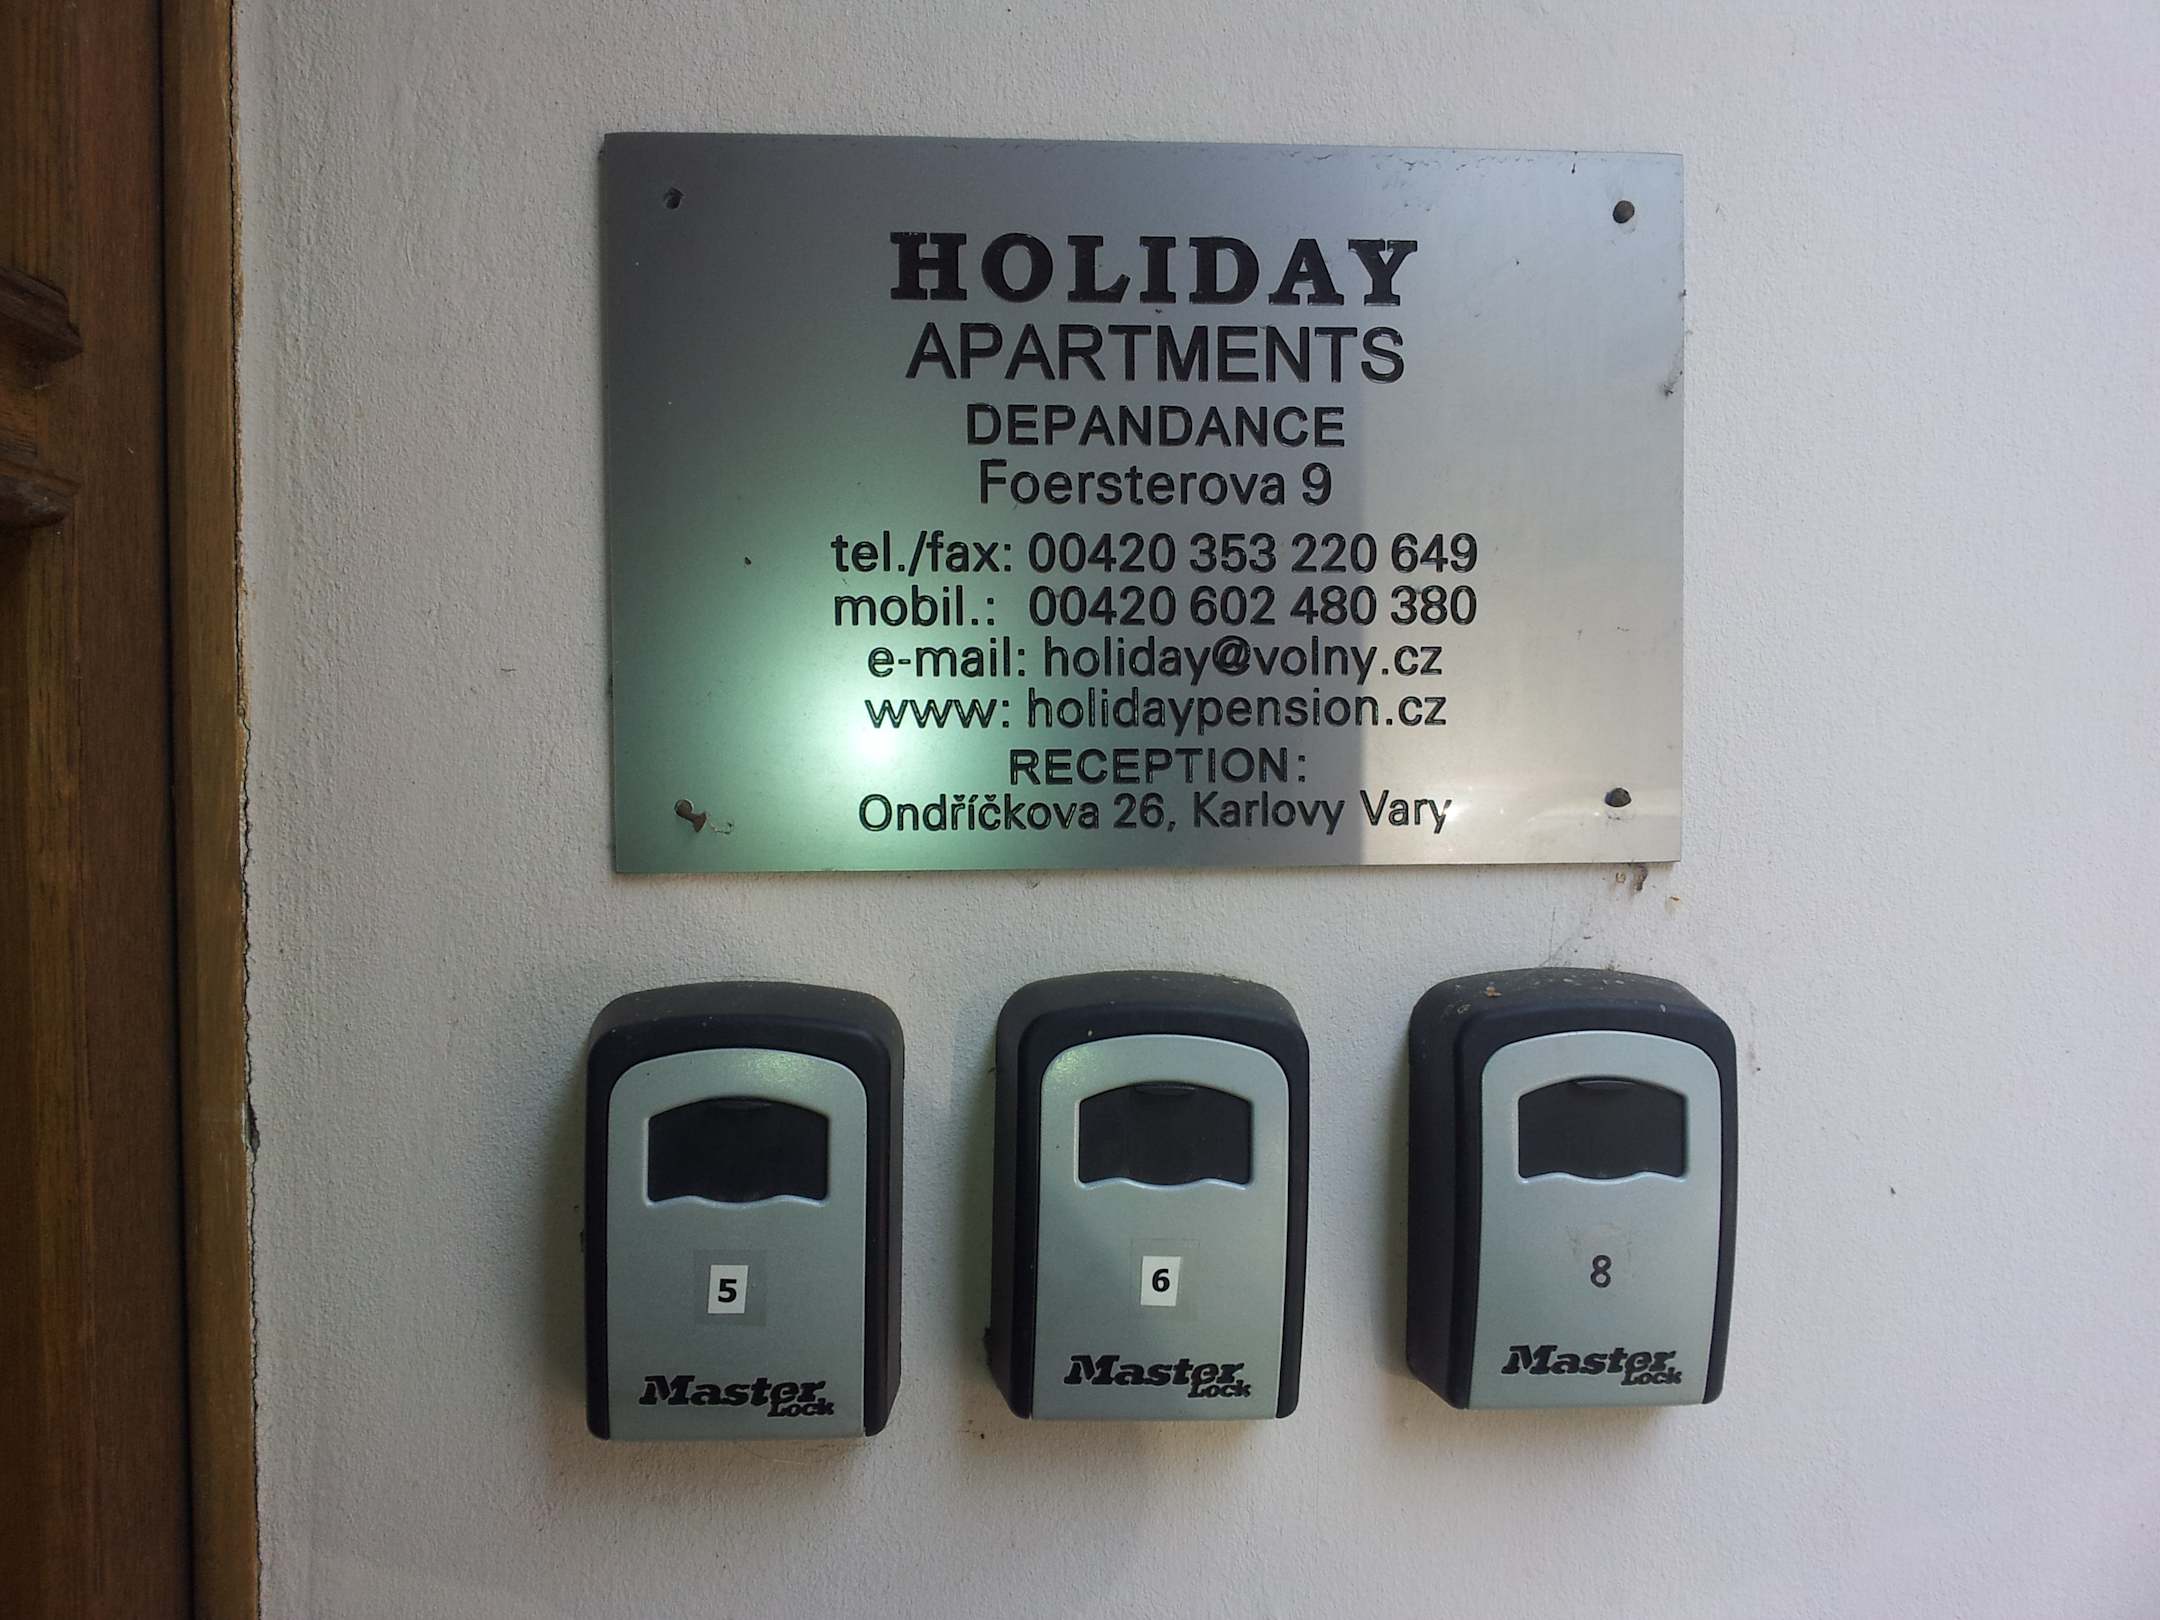 HOLIDAY
APARTMENTS
DEPANDANCE
Foersterova 9
tel./fax: 00420 353 220 649
mobil.: 00420 602 480 380
e-mail: holiday@volny.cz
www: holidaypension.cz
RECEPTION:
Ondříčkova 26, Karlovy Vary
5
Master
Lock
6
Master
Lock
8
Master
Lock